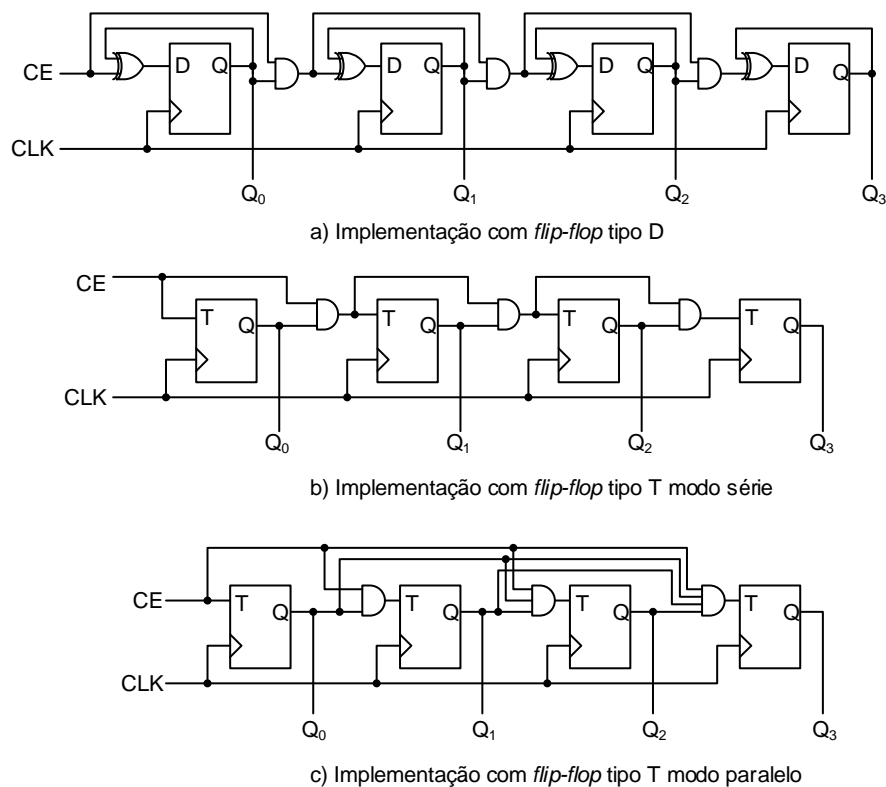 CE
D Q D Q D Q D Q
CLK
Q0 Q1 Q2 Q3
a) Implementação com flip-flop tipo D
CE
T Q T Q T Q T Q
CLK
Q0 Q1 Q2 Q3
b) Implementação com flip-flop tipo T modo série
CE
T Q T Q T Q T Q
CLK
Q0 Q1 Q2 Q3
c) Implementação com flip-flop tipo T modo paralelo